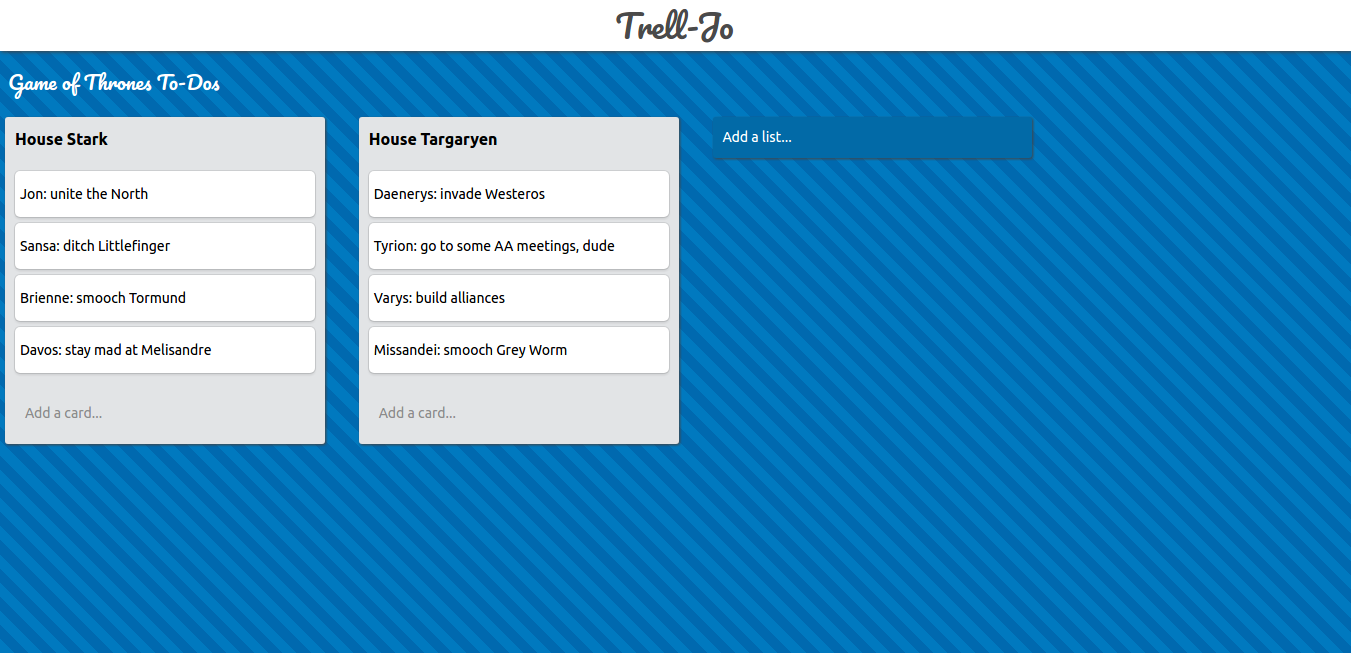 Trell-Jo
Game of Thrones To-Dos
House Stark
Jon: unite the North
Sansa: ditch Littlefinger
Brienne: smooch Tormund
Davos: stay mad at Melisandre
Add a card...
House Targaryen
Daenerys: invade Westeros
Tyrion: go to some AA meetings, dude
Varys: build alliances
Missandei: smooch Grey Worm
Add a card...
Add a list...